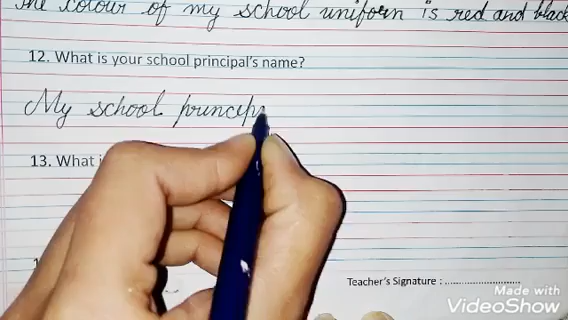 The colour of my school uniform is red and black
12. What is your school principal's name?
My school princip
13. What i
Teacher's Signature : ..............................
Made with
VideoShow